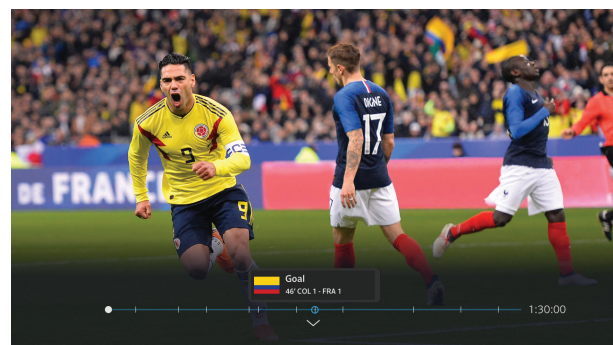 DIGNE
17
9
9
DE FRANC
Goal
46' COL 1 - FRA 1
1:30:00